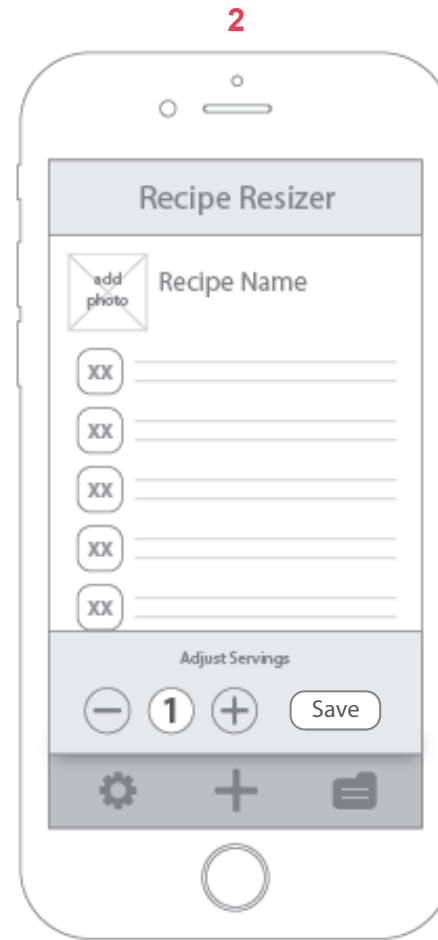 2
Recipe Resizer
add
photo
Recipe Name
XX
XX
XX
XX
XX
Adjust Servings
1
Save